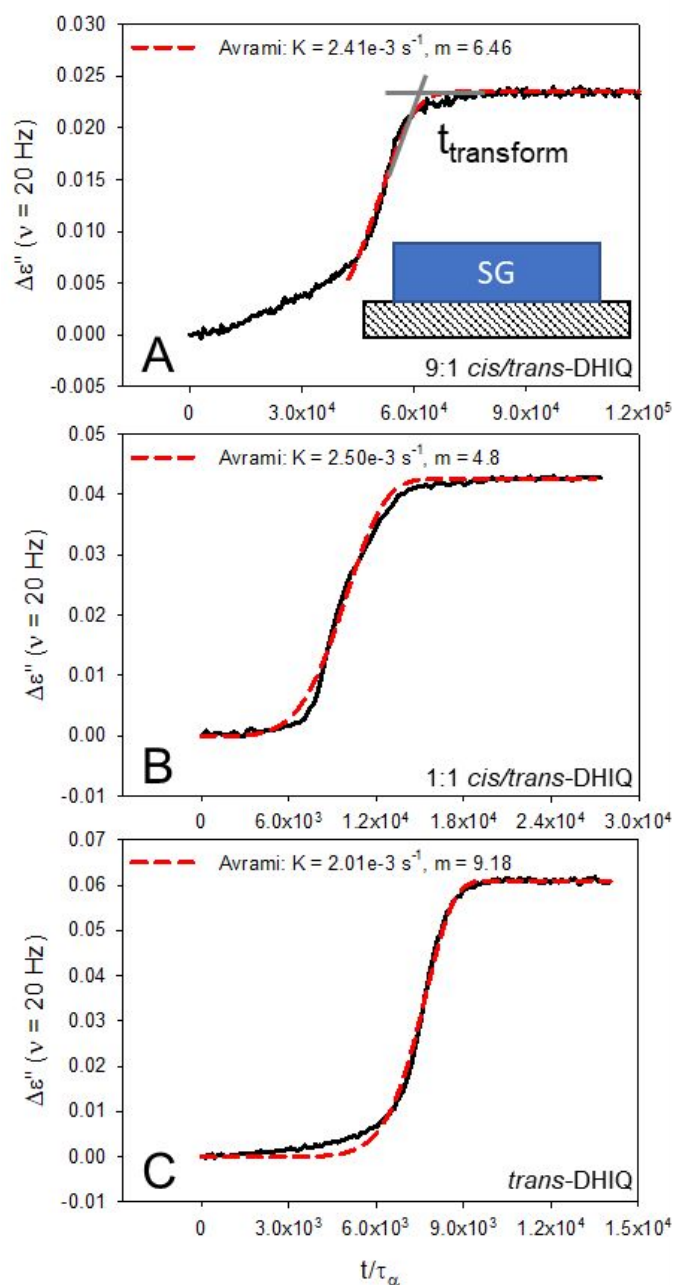 Avrami: K = 2.41e-3 s⁻¹, m = 6.46
0.030
0.025
0.020
0.015
0.010
0.005
0.000
-0.005
Δε'' (ν = 20 Hz)
t_transform
SG
A
9:1 cis/trans-DHIQ
0 3.0x10⁴ 6.0x10⁴ 9.0x10⁴ 1.2x10⁵
Avrami: K = 2.50e-3 s⁻¹, m = 4.8
0.05
0.04
0.03
0.02
0.01
0.00
-0.01
Δε'' (ν = 20 Hz)
B
1:1 cis/trans-DHIQ
0 6.0x10³ 1.2x10⁴ 1.8x10⁴ 2.4x10⁴ 3.0x10⁴
Avrami: K = 2.01e-3 s⁻¹, m = 9.18
0.07
0.06
0.05
0.04
0.03
0.02
0.01
0.00
-0.01
Δε'' (ν = 20 Hz)
C
trans-DHIQ
0 3.0x10³ 6.0x10³ 9.0x10³ 1.2x10⁴ 1.5x10⁴
t/τ_α